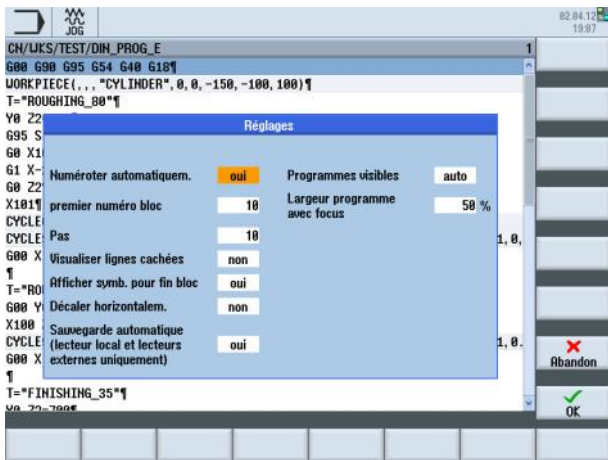 JOG
02.04.12
19:07
CN/WKS/TEST/DIN_PROG_E 1
G00 G90 G95 G54 G40 G18¶
WORKPIECE(,,,"CYLINDER",0,0,-150,-100,100)¶
T="ROUGHING_80"¶
Y0 Z2
G95 S
G0 X10
G1 X-
G0 Z2
X101¶
CYCLE
CYCLE 1,0,
G00 X
¶
T="RO
G00 Y
X100
CYCLE 1,0.
G00 X
¶
T="FINISHING_35"¶
Réglages
Numéroter automatiquem. oui
premier numéro bloc 10
Pas 10
Visualiser lignes cachées non
Afficher symb. pour fin bloc oui
Décaler horizontalem. non
Sauvegarde automatique
(lecteur local et lecteurs oui
externes uniquement)
Programmes visibles auto
Largeur programme 50 %
avec focus
Abandon
OK